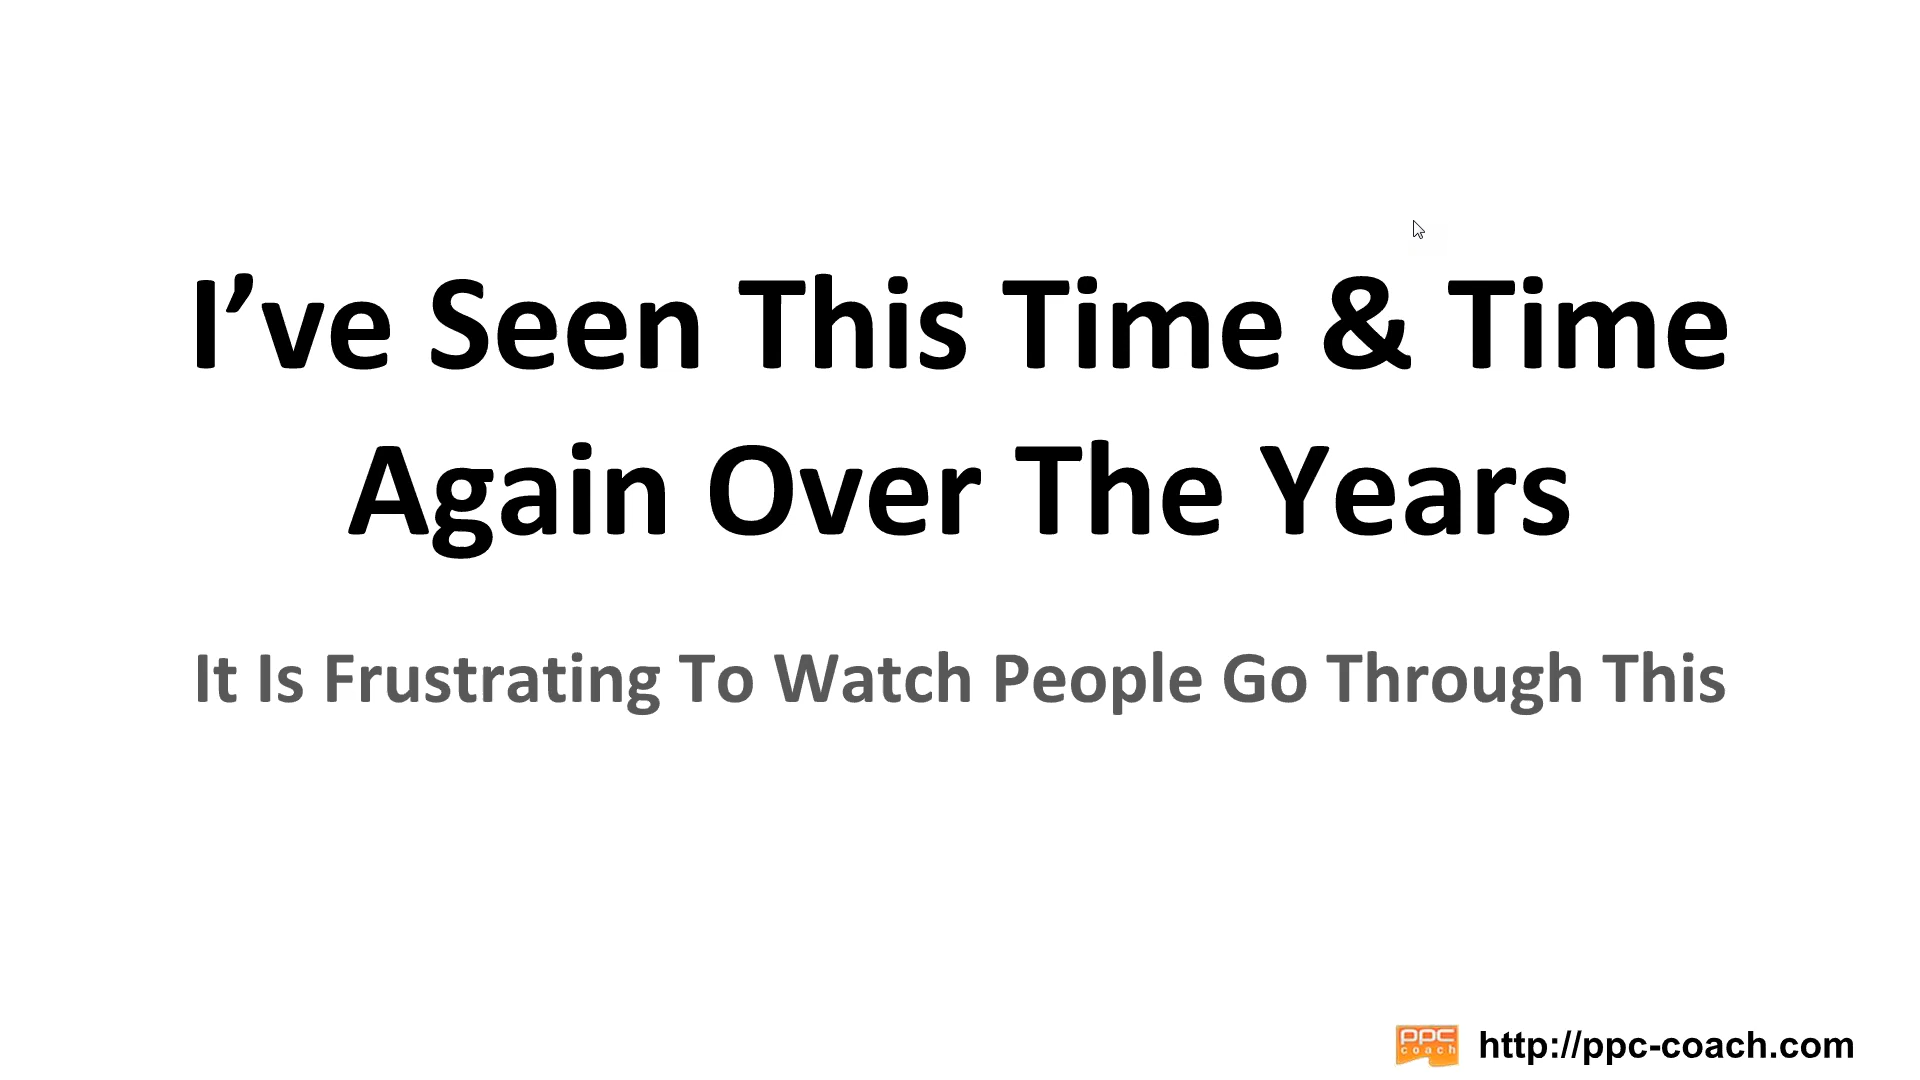 I’ve Seen This Time & Time
Again Over The Years
It Is Frustrating To Watch People Go Through This
ppc
coach
http://ppc-coach.com